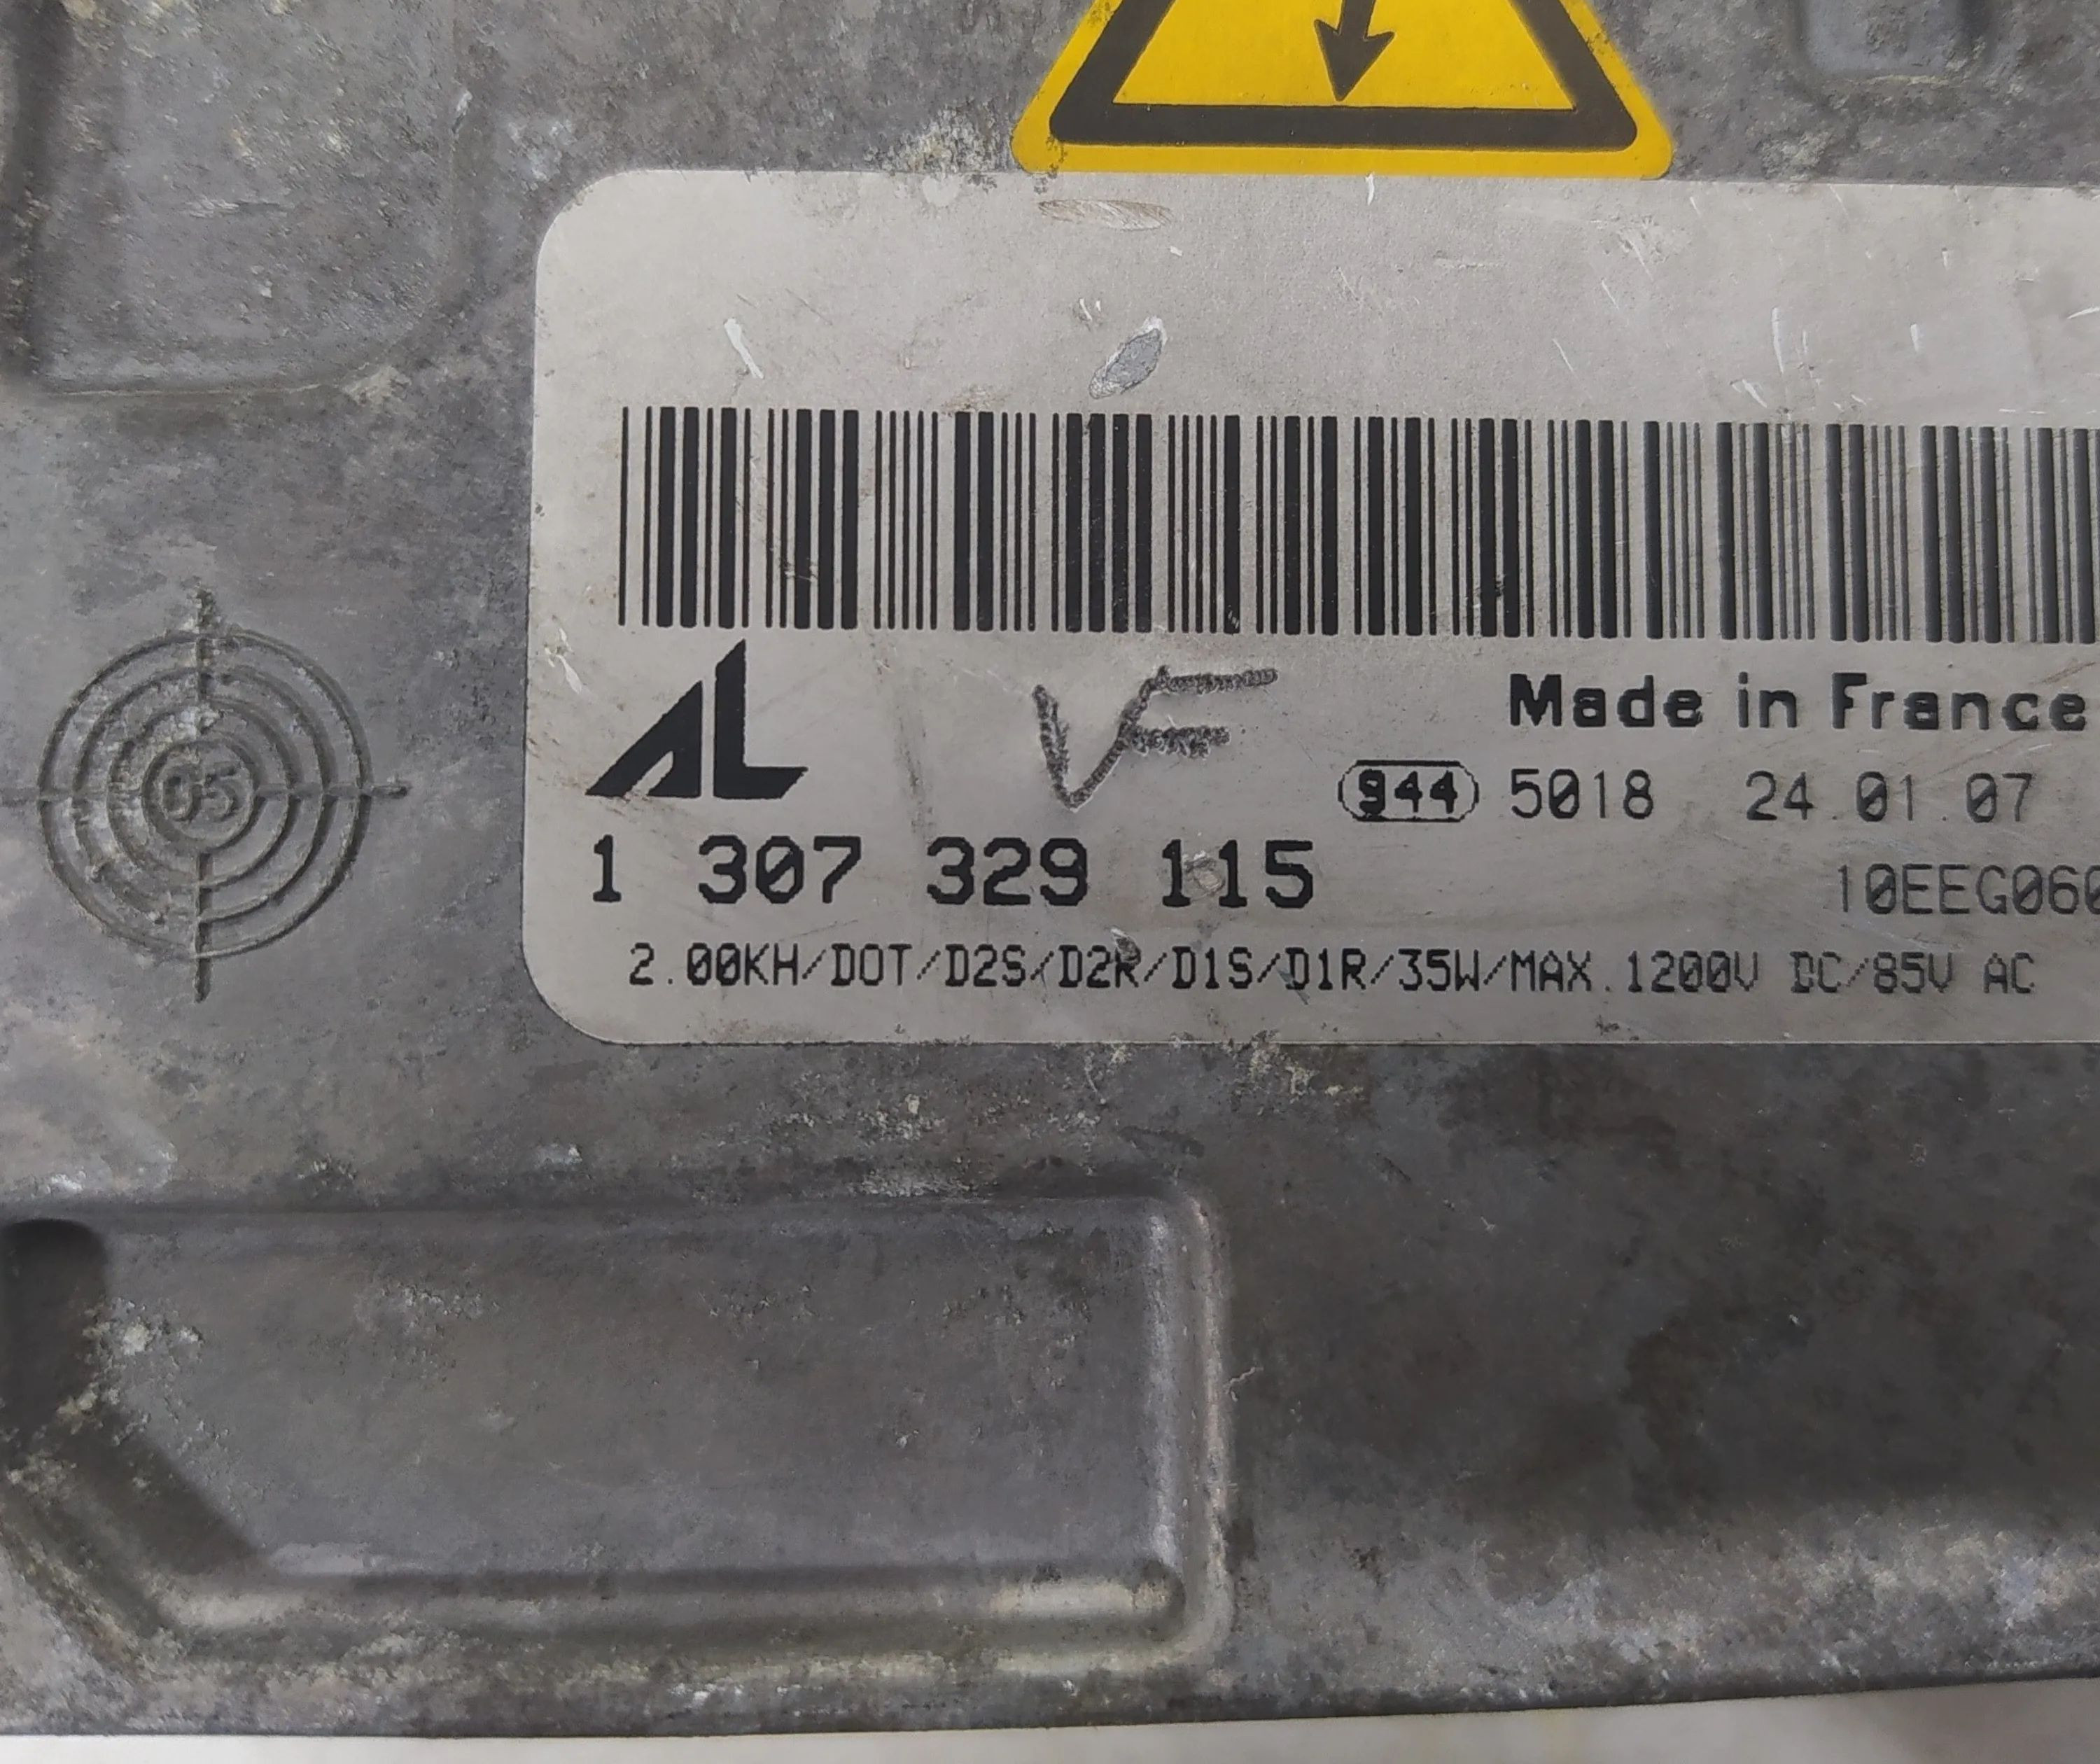 AL
VF
Made in France
944 5018 24.01.07
05
1 307 329 115
10EEG060
2.00KH/DOT/D2S/D2R/D1S/D1R/35W/MAX.1200V DC/85V AC